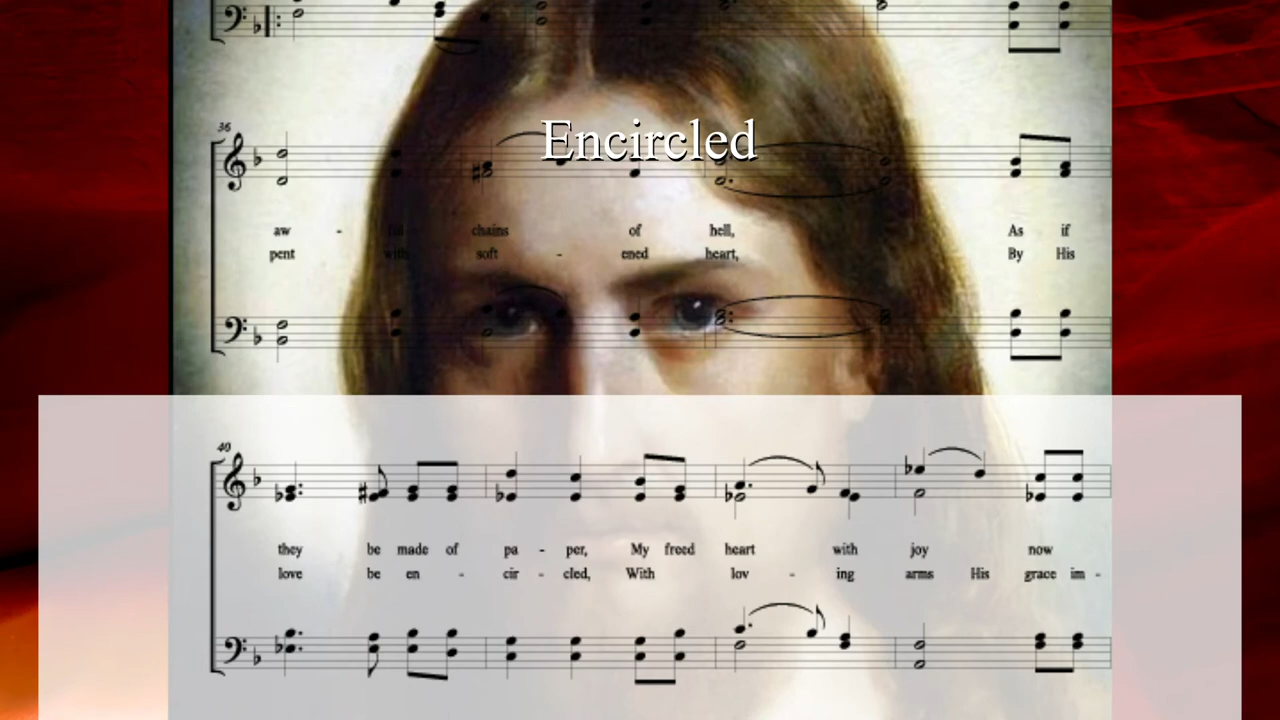 Encircled
36
aw - ful chains of hell, As if
pent with soft - ened heart, By His
40
they be made of pa - per, My freed heart with joy now
love be en - cir - cled, With lov - ing arms His grace im -